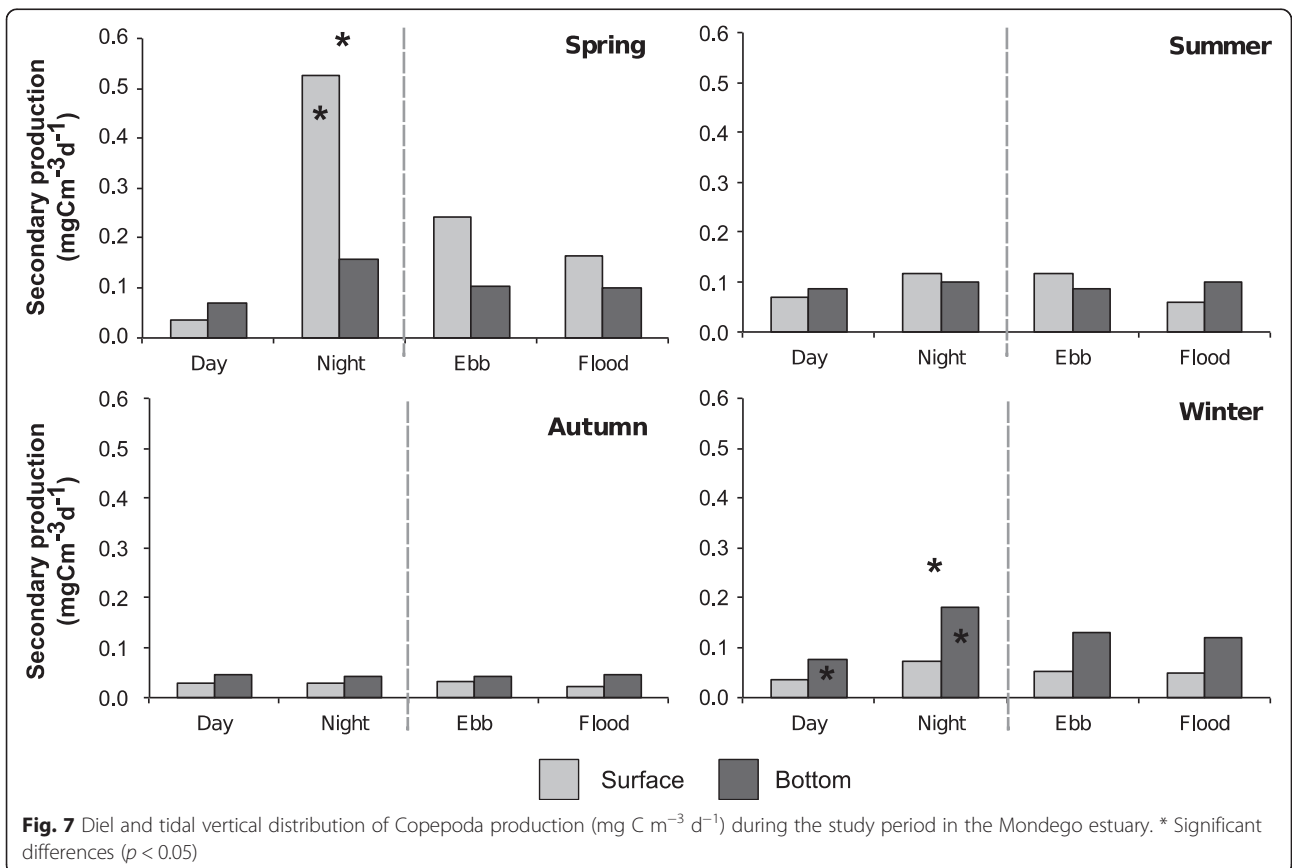 Secondary production
(mgCm⁻³d⁻¹)
0.6
0.5
0.4
0.3
0.2
0.1
0.0
*
*
Spring
Day Night Ebb Flood
0.6
0.5
0.4
0.3
0.2
0.1
0.0
Summer
Day Night Ebb Flood
Secondary production
(mgCm⁻³d⁻¹)
0.6
0.5
0.4
0.3
0.2
0.1
0.0
Autumn
Day Night Ebb Flood
0.6
0.5
0.4
0.3
0.2
0.1
0.0
Winter
*
*
*
Day Night Ebb Flood
Surface Bottom
Fig. 7 Diel and tidal vertical distribution of Copepoda production (mg C m⁻³ d⁻¹) during the study period in the Mondego estuary. * Significant
differences (p < 0.05)